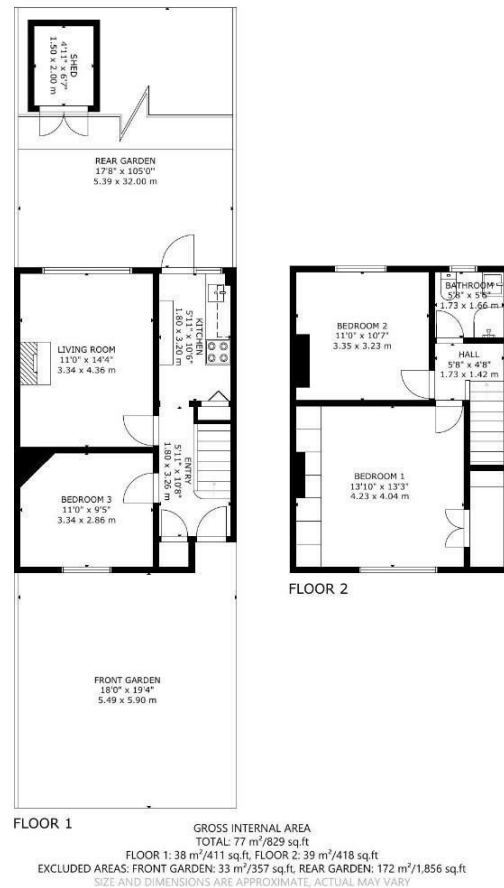 SHED
4'11" x 6'7"
1.50 x 2.00 m
REAR GARDEN
17'8" x 105'0"
5.39 x 32.00 m
KITCHEN
5'11" x 10'6"
1.80 x 3.20 m
LIVING ROOM
11'0" x 14'4"
3.34 x 4.36 m
ENTRY
5'11" x 10'8"
1.80 x 3.26 m
BEDROOM 3
11'0" x 9'5"
3.34 x 2.86 m
FRONT GARDEN
18'0" x 19'4"
5.49 x 5.90 m
FLOOR 1
BATHROOM
5'8" x 5'6"
1.73 x 1.66 m
BEDROOM 2
11'0" x 10'7"
3.35 x 3.23 m
HALL
5'8" x 4'8"
1.73 x 1.42 m
BEDROOM 1
13'10" x 13'3"
4.23 x 4.04 m
FLOOR 2
GROSS INTERNAL AREA
TOTAL: 77 m²/829 sq.ft
FLOOR 1: 38 m²/411 sq.ft, FLOOR 2: 39 m²/418 sq.ft
EXCLUDED AREAS: FRONT GARDEN: 33 m²/357 sq.ft, REAR GARDEN: 172 m²/1,856 sq.ft
SIZE AND DIMENSIONS ARE APPROXIMATE, ACTUAL MAY VARY